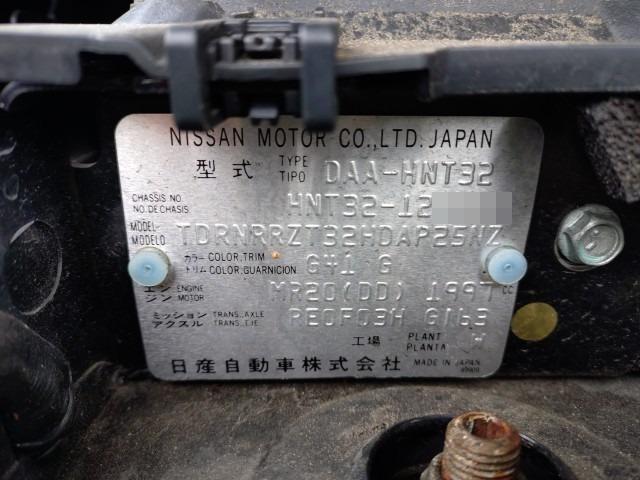 NISSAN MOTOR CO.,LTD. JAPAN
型式 TYPE TIPO DAA-HNT32
CHASSIS NO. NO.DE CHASIS HNT32-12
MODEL MODELO TDRNRRZT32HDAP25NZ
カラー COLOR,TRIM トリム COLOR,GUARNICION G41 G
エンジン ENGINE MOTOR MR20(DD) 1997 cc
ミッション TRANS.,AXLE アクスル TRANS.,EJE RE0F03H G163
工場 PLANT PLANTA
日産自動車株式会社 MADE IN JAPAN